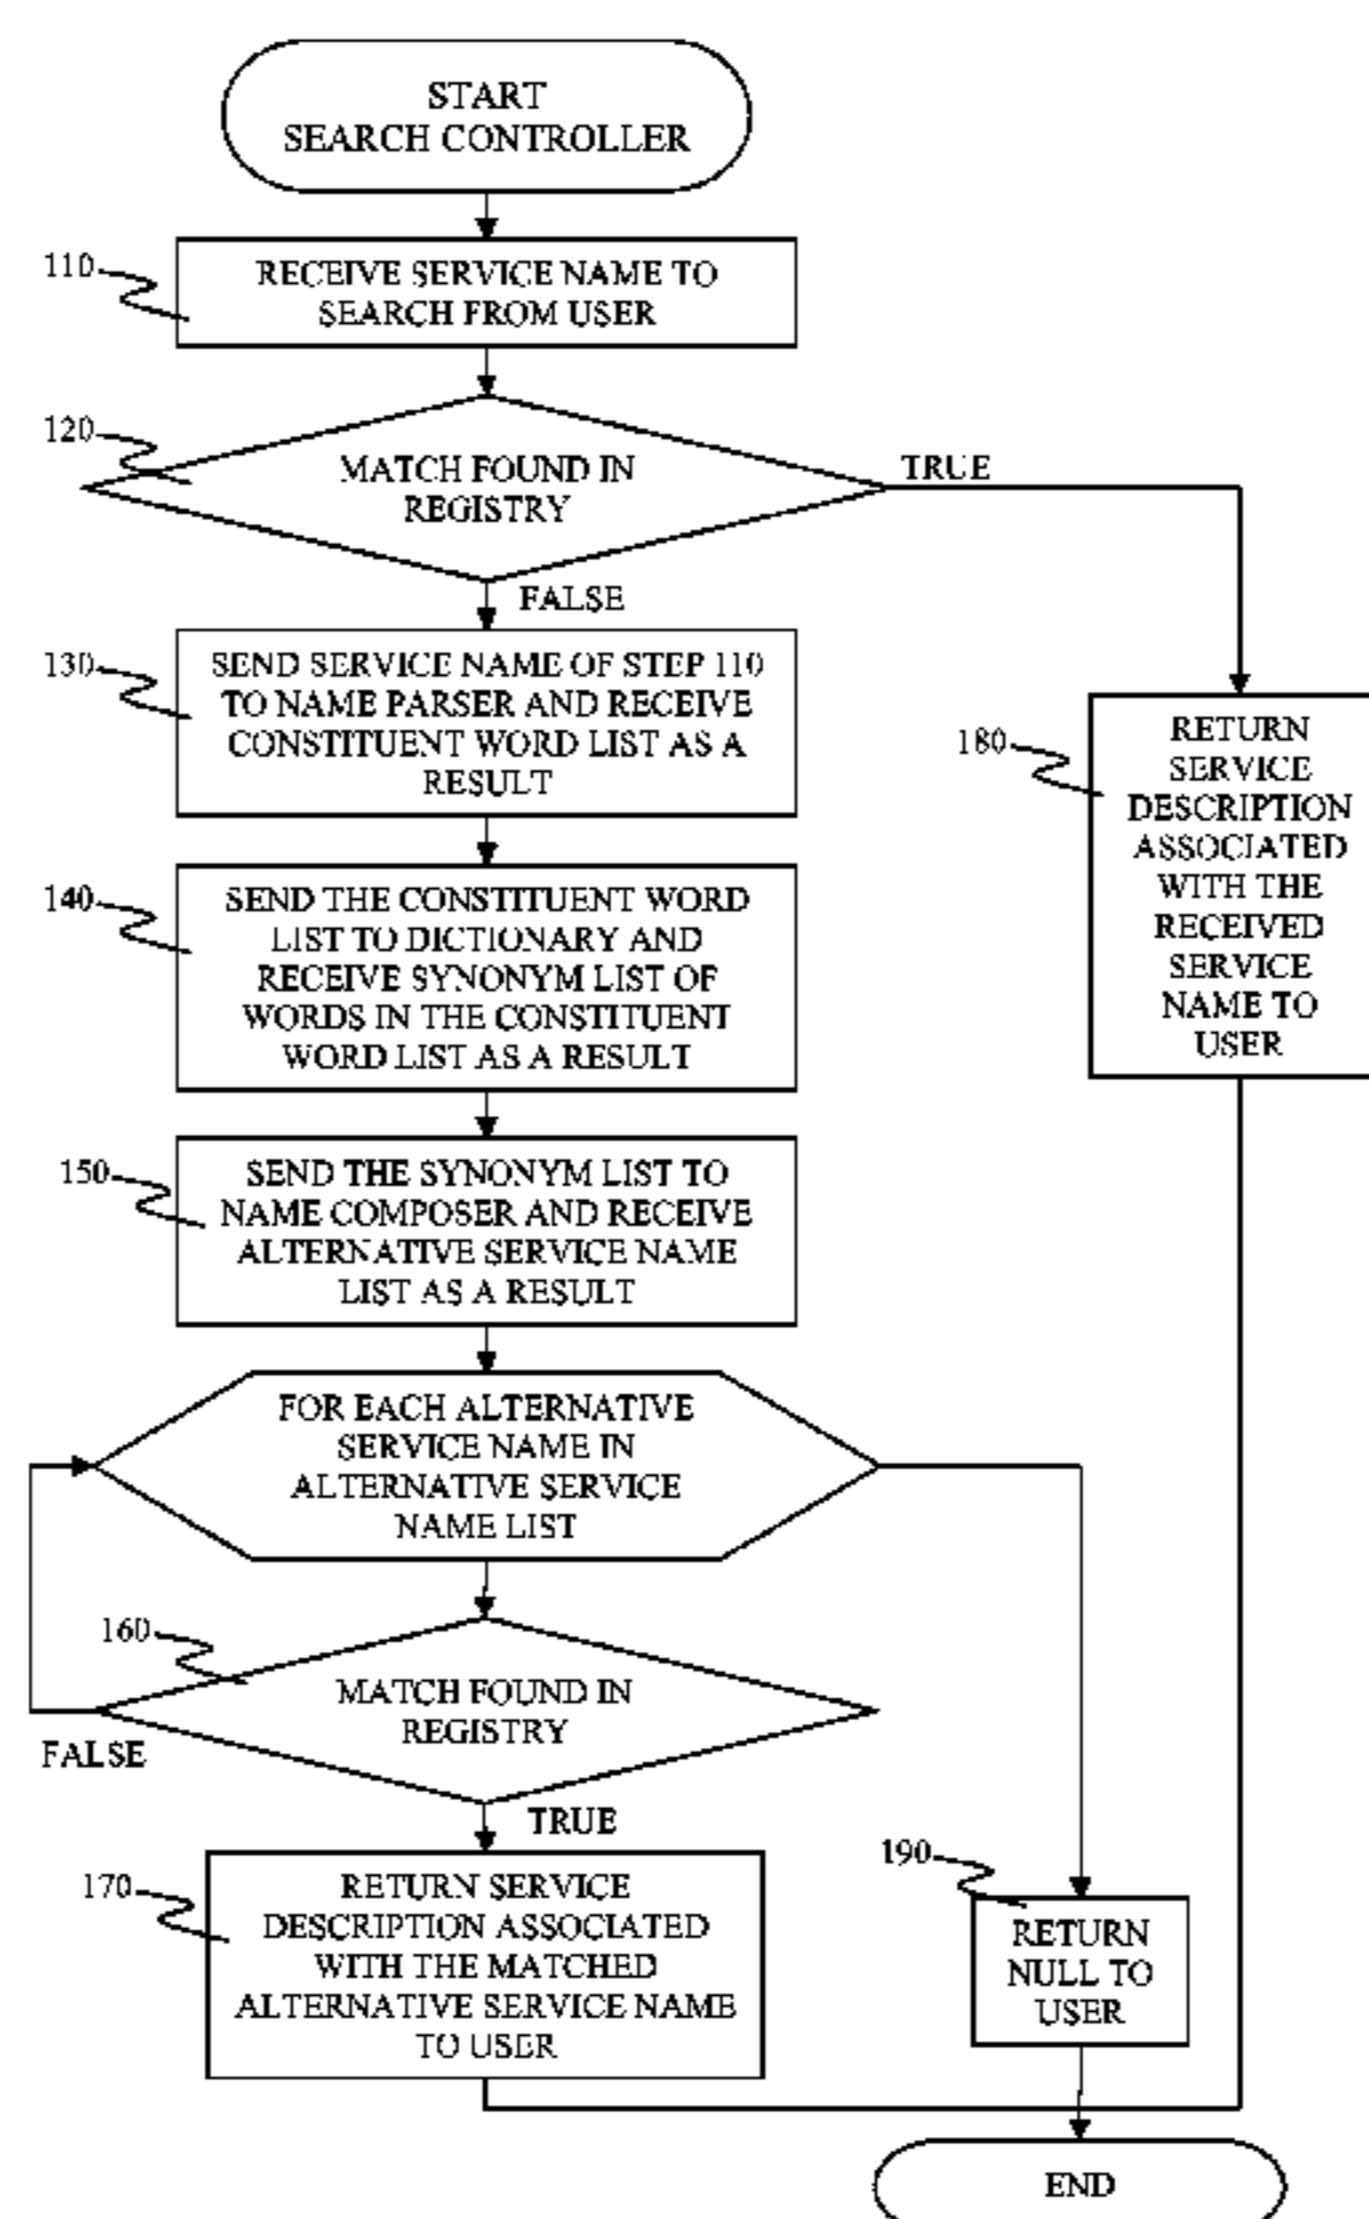 START
SEARCH CONTROLLER
110
RECEIVE SERVICE NAME TO
SEARCH FROM USER
120
MATCH FOUND IN
REGISTRY
TRUE
FALSE
130
SEND SERVICE NAME OF STEP 110
TO NAME PARSER AND RECEIVE
CONSTITUENT WORD LIST AS A
RESULT
180
RETURN
SERVICE
DESCRIPTION
ASSOCIATED
WITH THE
RECEIVED
SERVICE
NAME TO
USER
140
SEND THE CONSTITUENT WORD
LIST TO DICTIONARY AND
RECEIVE SYNONYM LIST OF
WORDS IN THE CONSTITUENT
WORD LIST AS A RESULT
150
SEND THE SYNONYM LIST TO
NAME COMPOSER AND RECEIVE
ALTERNATIVE SERVICE NAME
LIST AS A RESULT
FOR EACH ALTERNATIVE
SERVICE NAME IN
ALTERNATIVE SERVICE
NAME LIST
160
MATCH FOUND IN
REGISTRY
FALSE
TRUE
170
RETURN SERVICE
DESCRIPTION ASSOCIATED
WITH THE MATCHED
ALTERNATIVE SERVICE NAME
TO USER
190
RETURN
NULL TO
USER
END